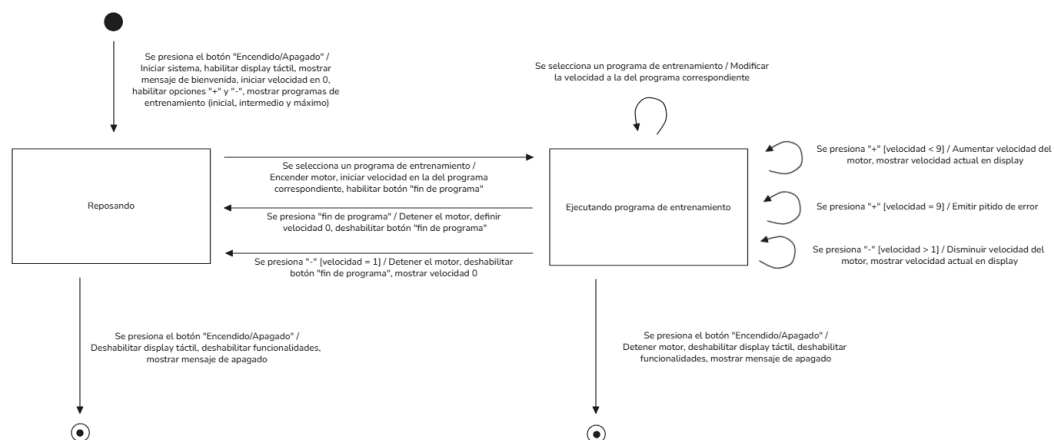 Se presiona el botón "Encendido/Apagado" /
Iniciar sistema, habilitar display táctil, mostrar
mensaje de bienvenida, iniciar velocidad en 0,
habilitar opciones "+" y "-", mostrar programas de
entrenamiento (inicial, intermedio y máximo)
Se selecciona un programa de entrenamiento / Modificar
la velocidad a la del programa correspondiente
Reposando
Se selecciona un programa de entrenamiento /
Encender motor, iniciar velocidad en la del programa
correspondiente, habilitar botón "fin de programa"
Se presiona "fin de programa" / Detener el motor, definir
velocidad 0, deshabilitar botón "fin de programa"
Se presiona "-" [velocidad = 1] / Detener el motor, deshabilitar
botón "fin de programa", mostrar velocidad 0
Ejecutando programa de entrenamiento
Se presiona "+" [velocidad < 9] / Aumentar velocidad del
motor, mostrar velocidad actual en display
Se presiona "+" [velocidad = 9] / Emitir pitido de error
Se presiona "-" [velocidad > 1] / Disminuir velocidad del
motor, mostrar velocidad actual en display
Se presiona el botón "Encendido/Apagado" /
Deshabilitar display táctil, deshabilitar funcionalidades,
mostrar mensaje de apagado
Se presiona el botón "Encendido/Apagado" /
Detener motor, deshabilitar display táctil, deshabilitar
funcionalidades, mostrar mensaje de apagado